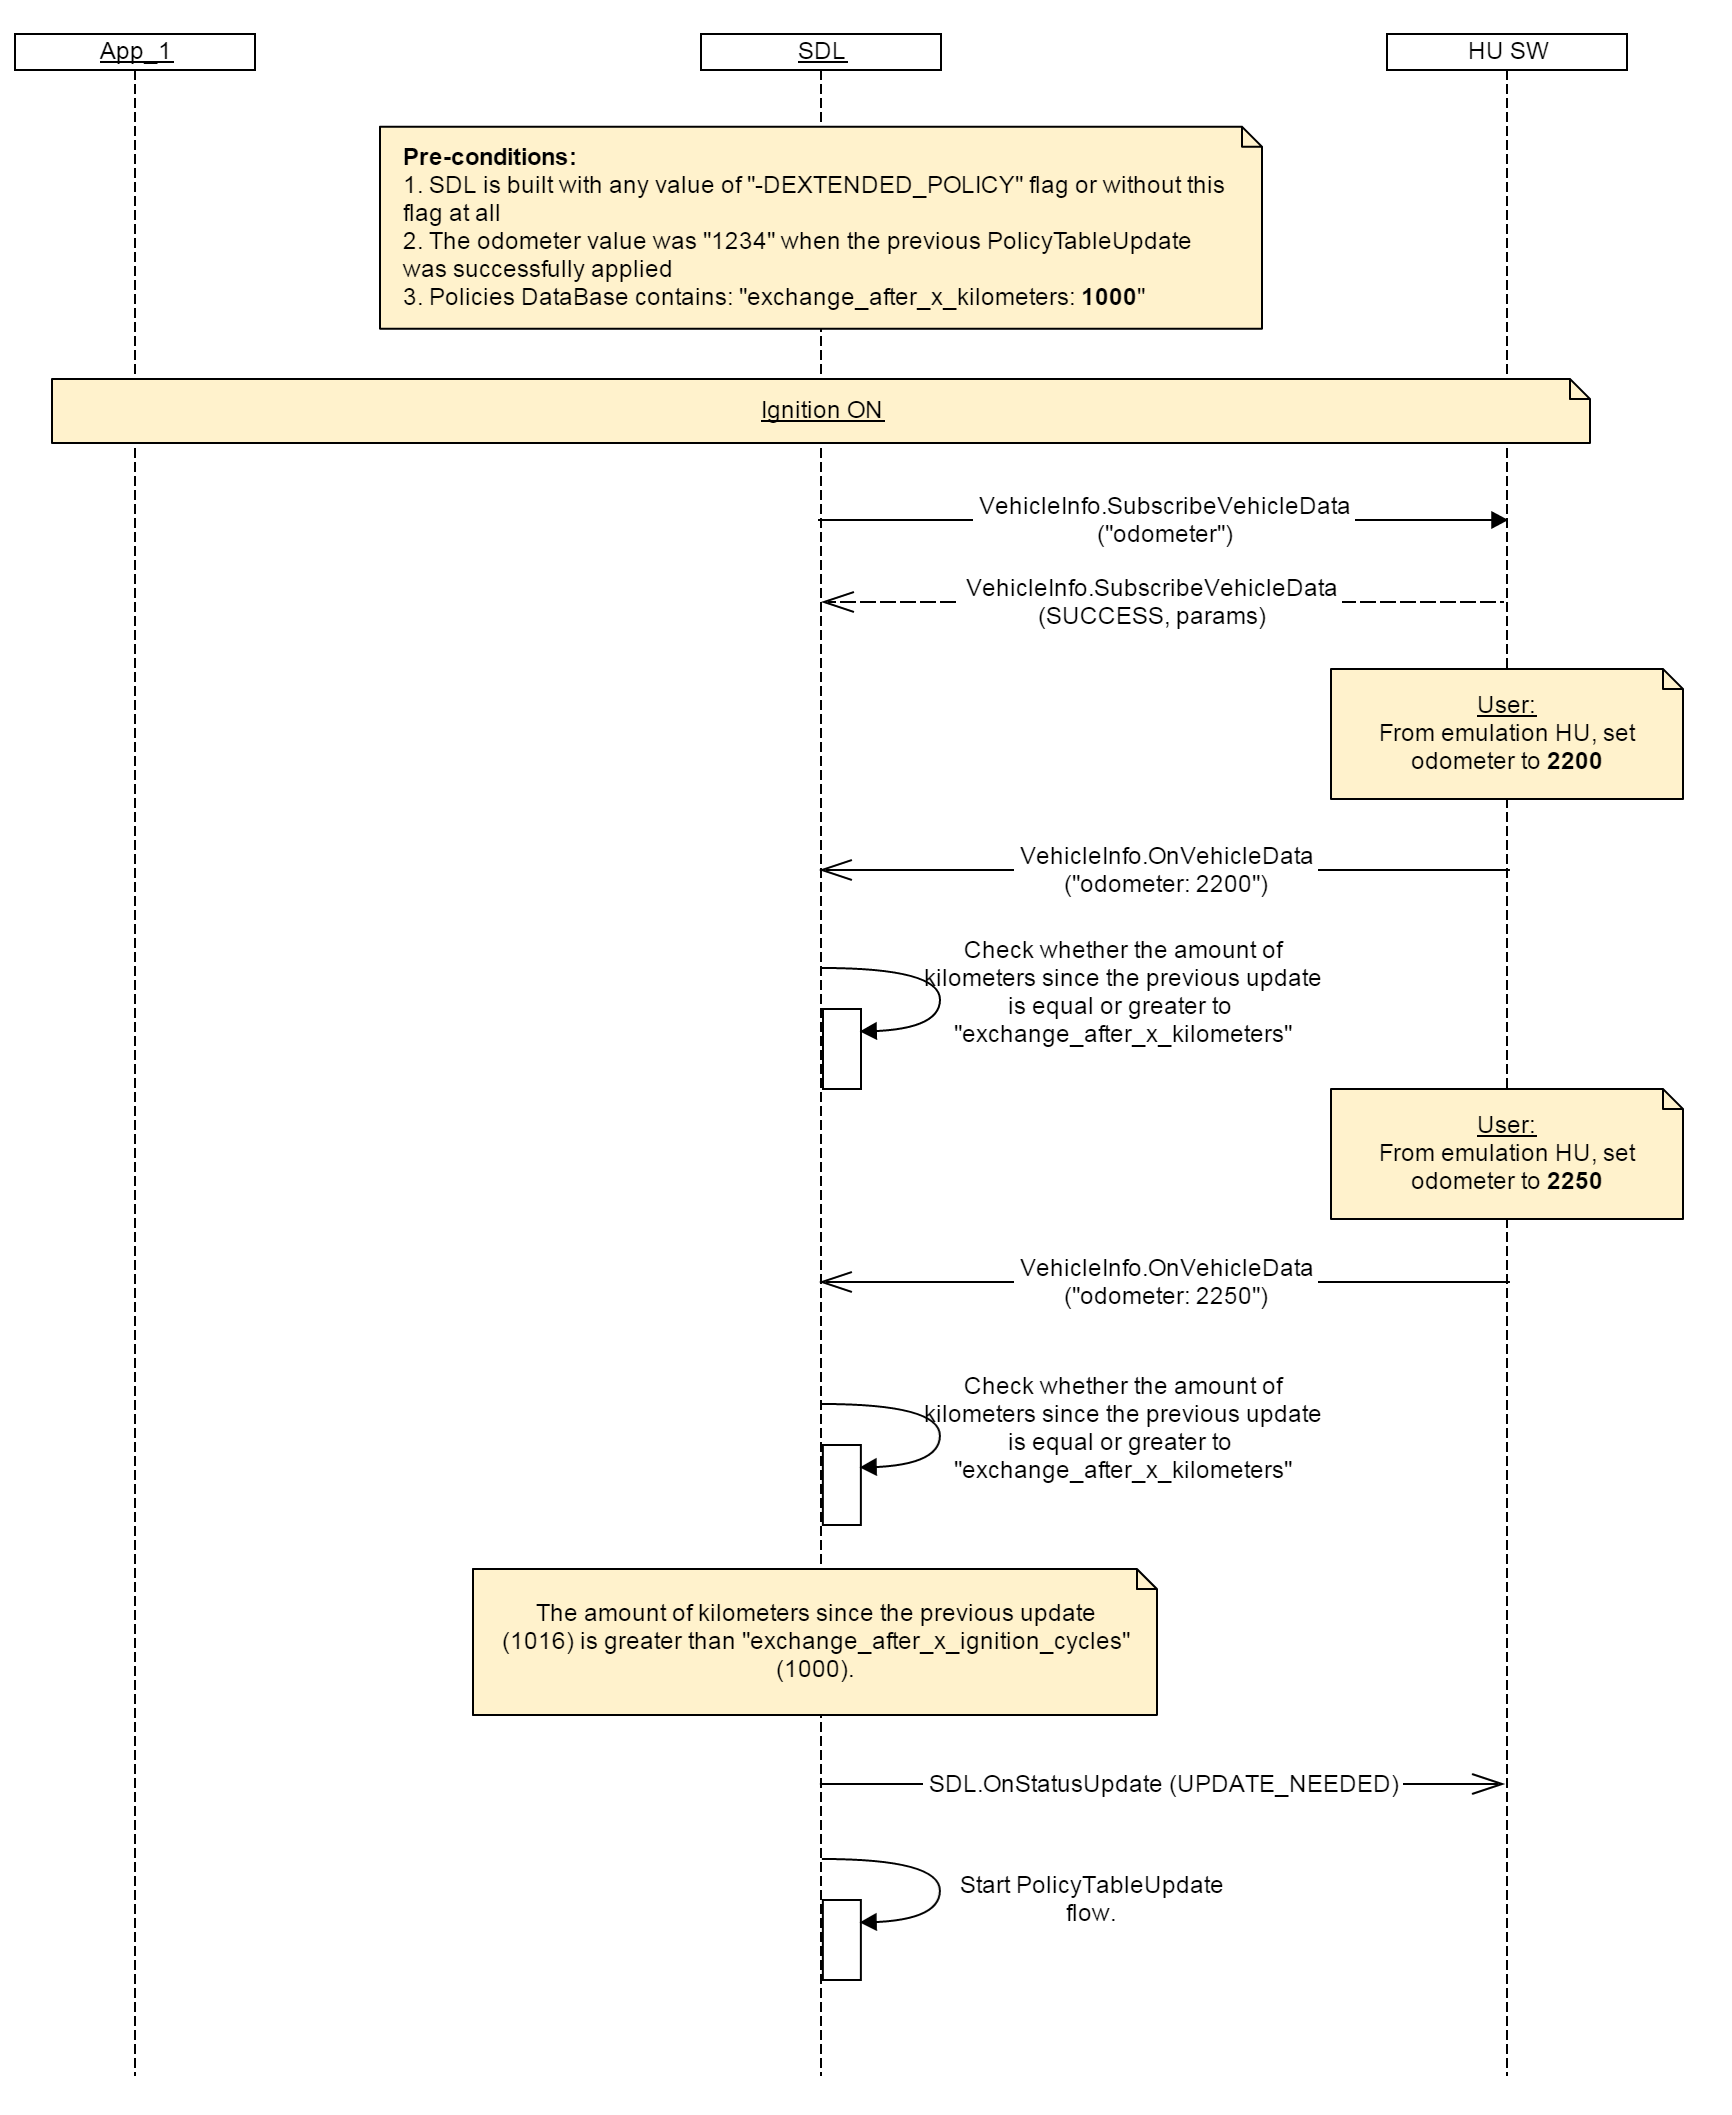 App_1
SDL
HU SW
Pre-conditions:
1. SDL is built with any value of "-DEXTENDED_POLICY" flag or without this
flag at all
2. The odometer value was "1234" when the previous PolicyTableUpdate
was successfully applied
3. Policies DataBase contains: "exchange_after_x_kilometers: 1000"
Ignition ON
VehicleInfo.SubscribeVehicleData
("odometer")
VehicleInfo.SubscribeVehicleData
(SUCCESS, params)
User:
From emulation HU, set
odometer to 2200
VehicleInfo.OnVehicleData
("odometer: 2200")
Check whether the amount of
kilometers since the previous update
is equal or greater to
"exchange_after_x_kilometers"
User:
From emulation HU, set
odometer to 2250
VehicleInfo.OnVehicleData
("odometer: 2250")
Check whether the amount of
kilometers since the previous update
is equal or greater to
"exchange_after_x_kilometers"
The amount of kilometers since the previous update
(1016) is greater than "exchange_after_x_ignition_cycles"
(1000).
SDL.OnStatusUpdate (UPDATE_NEEDED)
Start PolicyTableUpdate
flow.